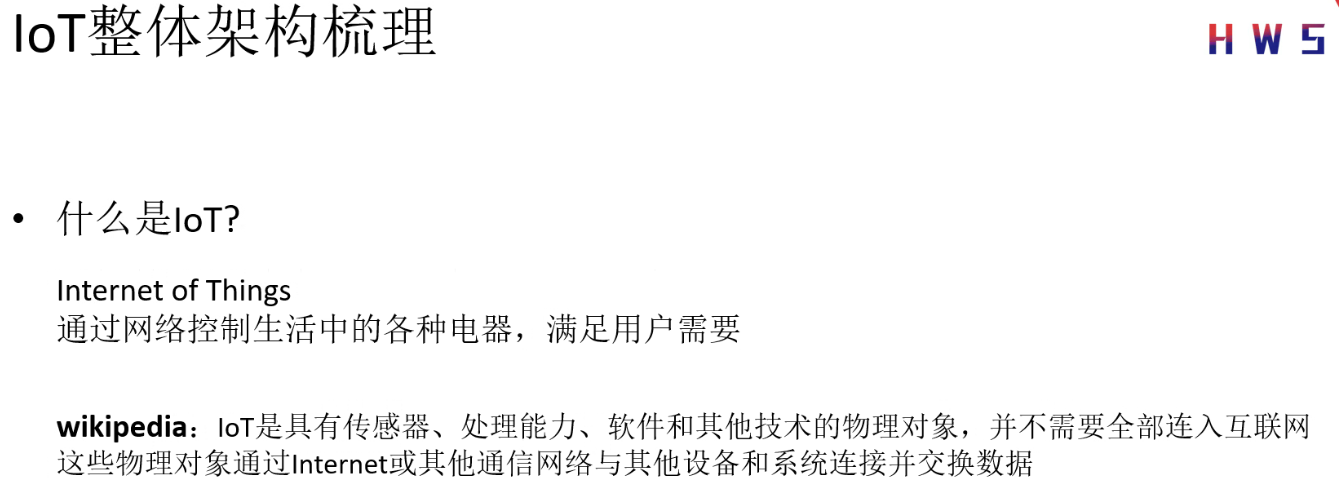 IoT整体架构梳理
HWS
• 什么是IoT?
Internet of Things
通过网络控制生活中的各种电器，满足用户需要
wikipedia：IoT是具有传感器、处理能力、软件和其他技术的物理对象，并不需要全部连入互联网
这些物理对象通过Internet或其他通信网络与其他设备和系统连接并交换数据